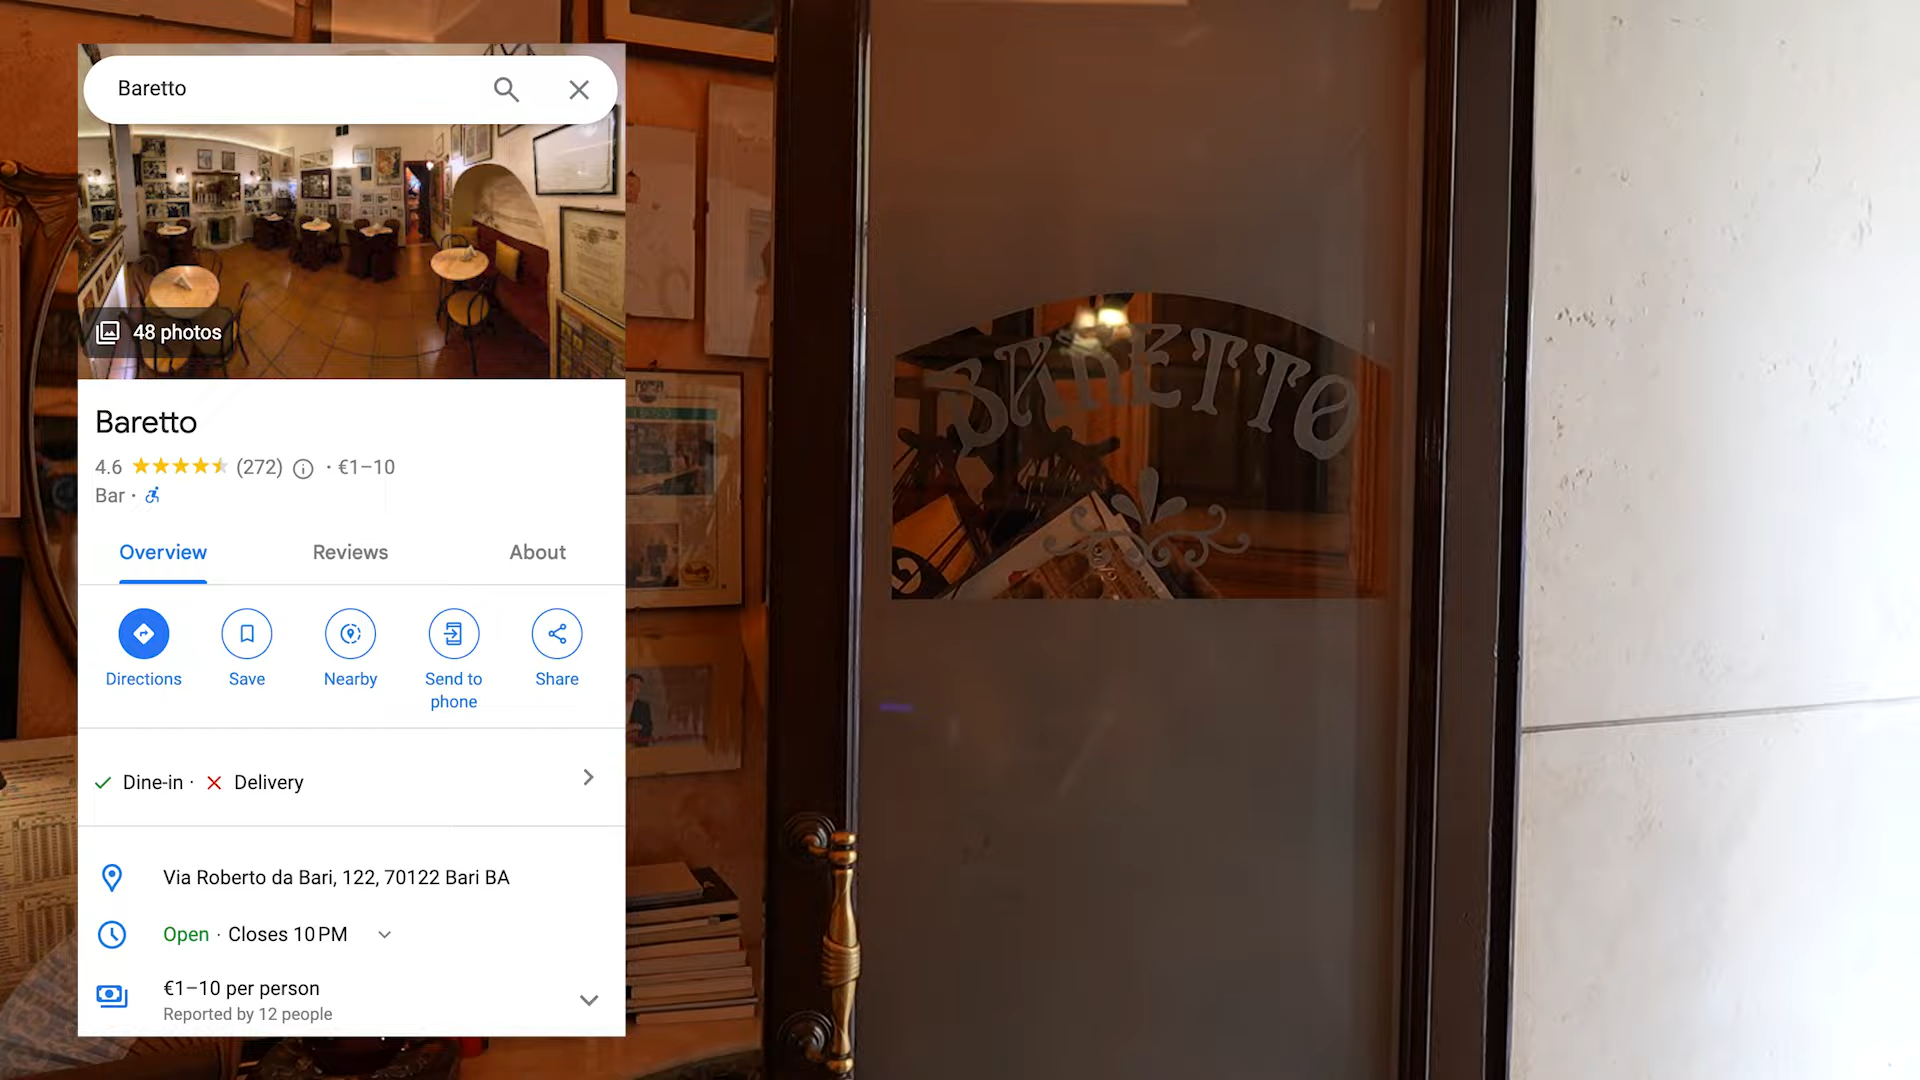 Baretto
48 photos
Baretto
4.6 (272) · €1–10
Bar ·
Overview Reviews About
Directions Save Nearby Send to phone Share
Dine-in · Delivery
Via Roberto da Bari, 122, 70122 Bari BA
Open · Closes 10 PM
€1–10 per person
Reported by 12 people
BARETTO